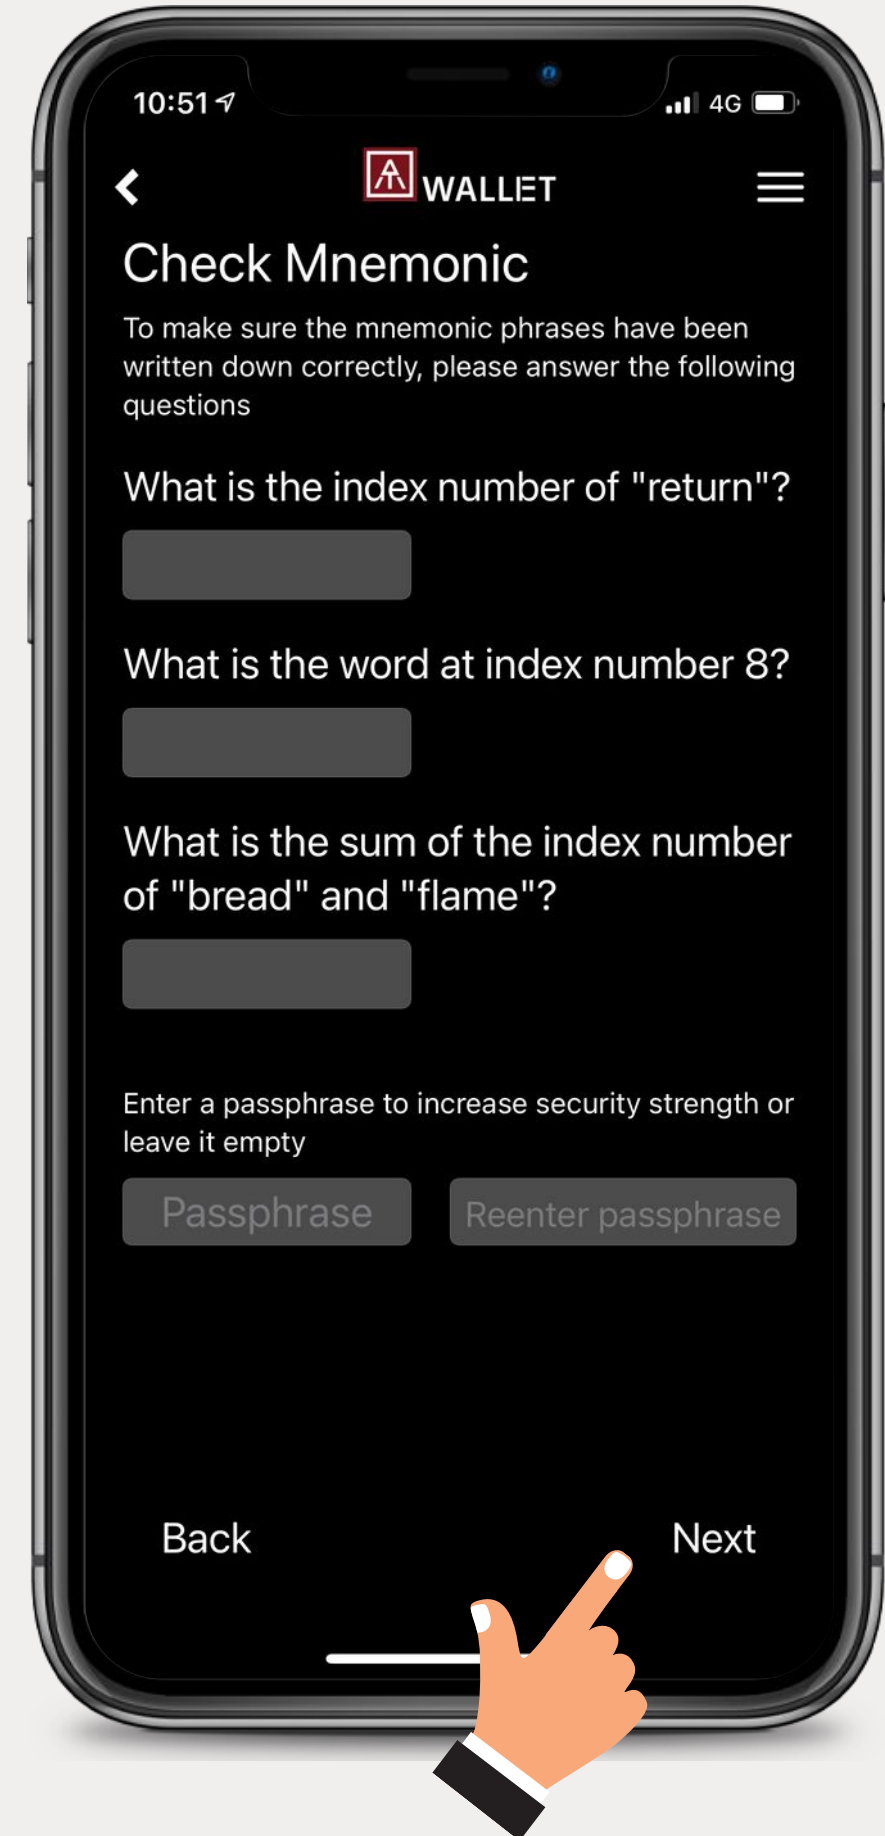 10:51 4G
WALLET
Check Mnemonic
To make sure the mnemonic phrases have been
written down correctly, please answer the following
questions
What is the index number of "return"?
What is the word at index number 8?
What is the sum of the index number
of "bread" and "flame"?
Enter a passphrase to increase security strength or
leave it empty
Passphrase Reenter passphrase
Back Next